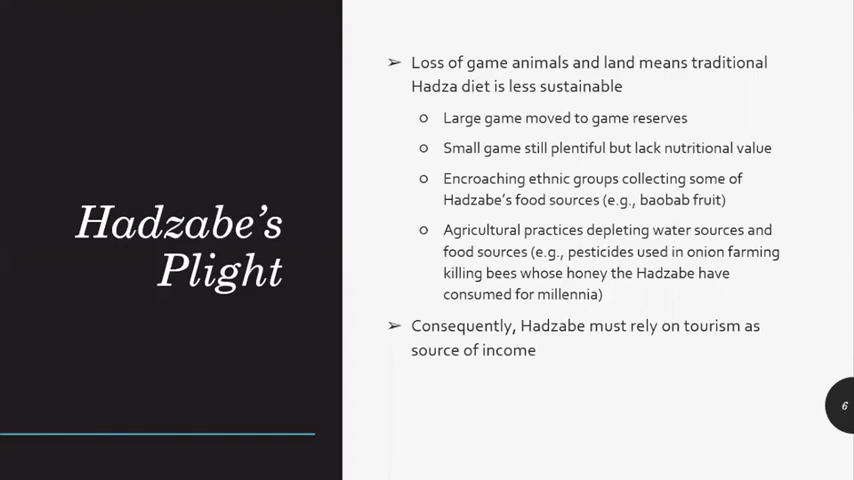 Hadzabe's
Plight
➢ Loss of game animals and land means traditional
Hadza diet is less sustainable
o Large game moved to game reserves
o Small game still plentiful but lack nutritional value
o Encroaching ethnic groups collecting some of
Hadzabe's food sources (e.g., baobab fruit)
o Agricultural practices depleting water sources and
food sources (e.g., pesticides used in onion farming
killing bees whose honey the Hadzabe have
consumed for millennia)
➢ Consequently, Hadzabe must rely on tourism as
source of income
6